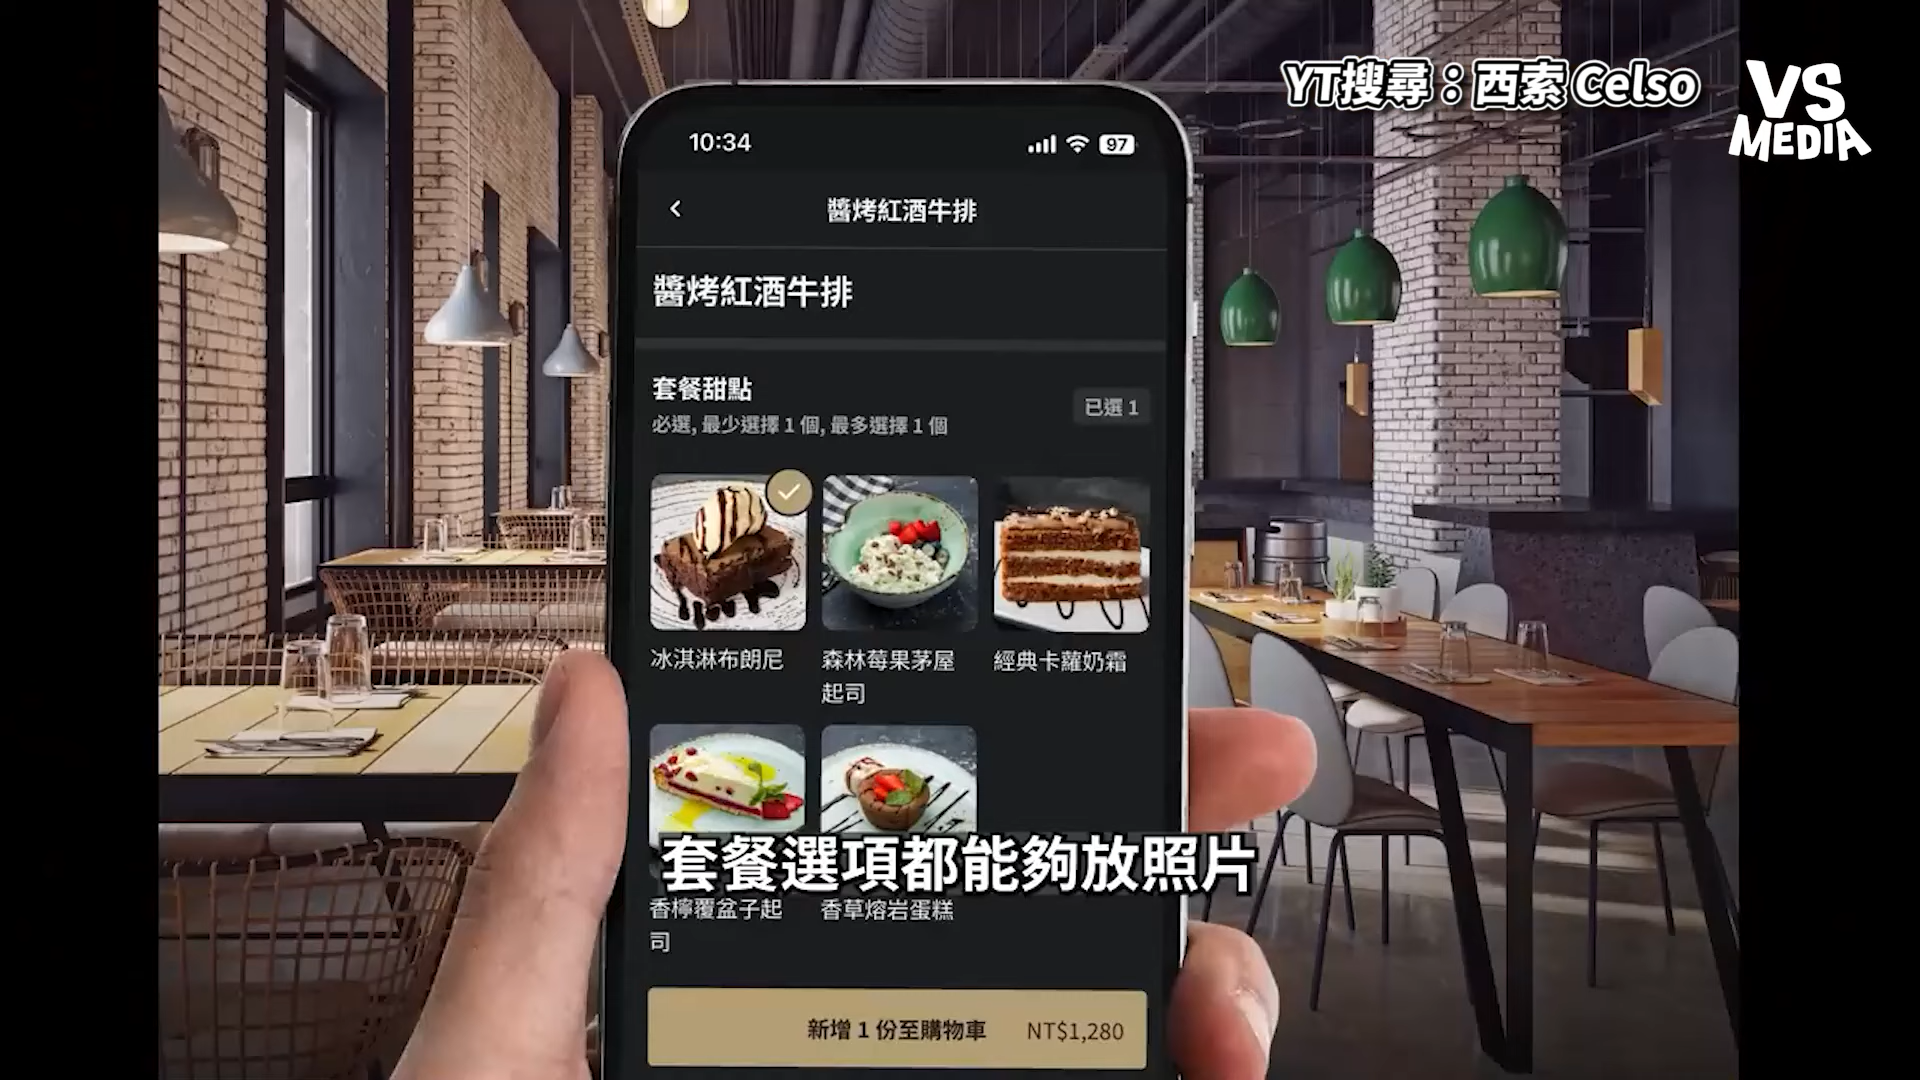 YT搜尋：西索 Celso
VS
MEDIA
10:34
97
醬烤紅酒牛排
醬烤紅酒牛排
套餐甜點
必選, 最少選擇 1 個, 最多選擇 1 個
已選 1
冰淇淋布朗尼
森林莓果茅屋
起司
經典卡蘿奶霜
套餐選項都能夠放照片
香檸覆盆子起
司
香草熔岩蛋糕
新增 1 份至購物車
NT$1,280